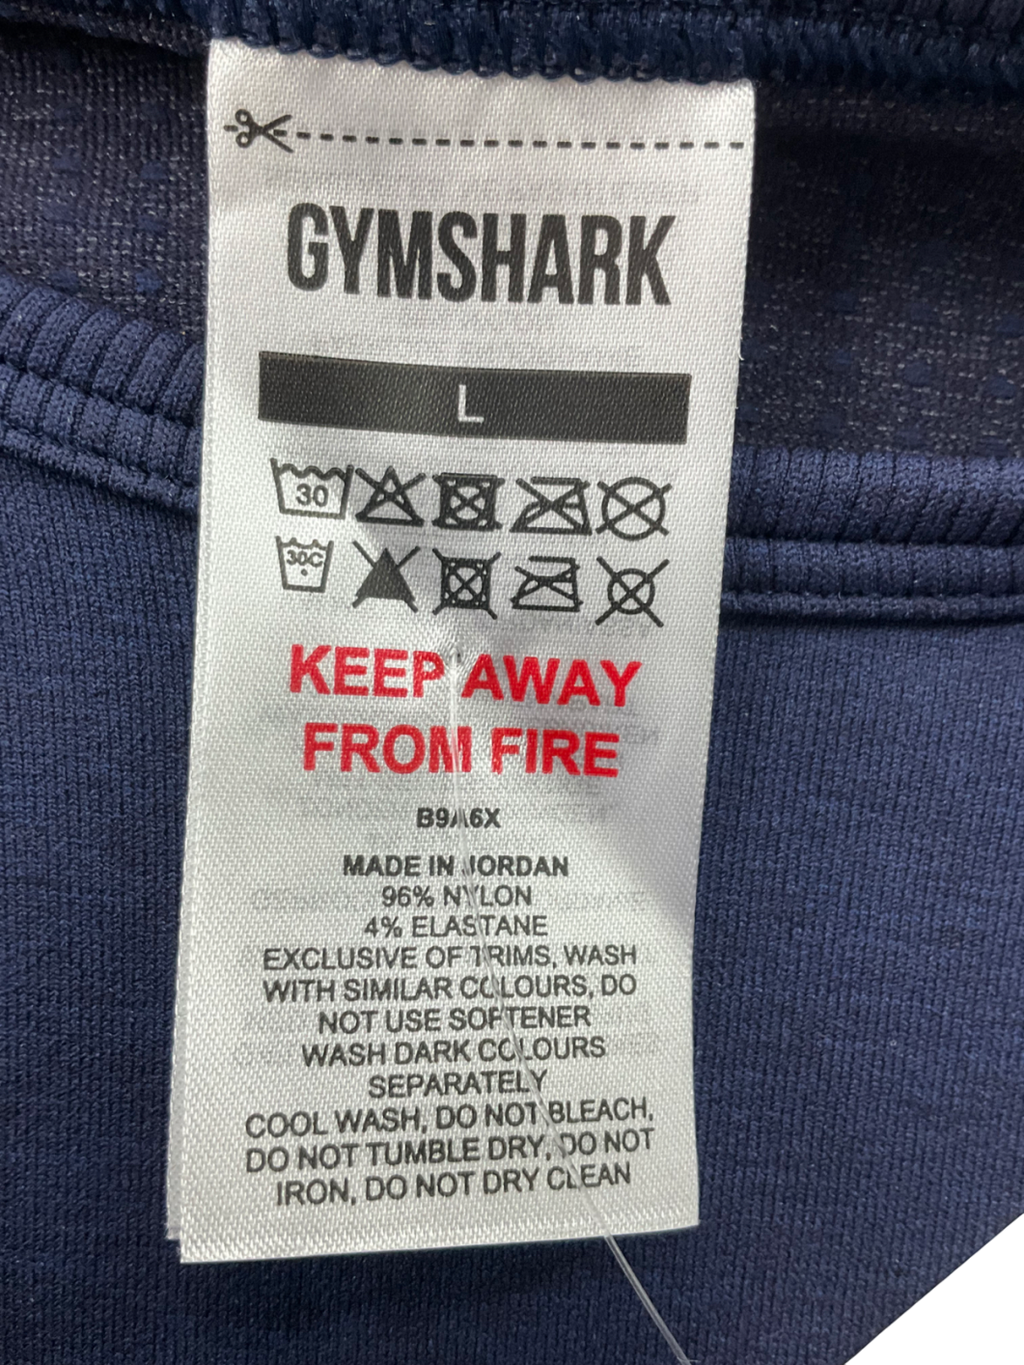 GYMSHARK
L
30
30C
KEEP AWAY
FROM FIRE
B9A6X
MADE IN JORDAN
96% NYLON
4% ELASTANE
EXCLUSIVE OF TRIMS, WASH
WITH SIMILAR COLOURS, DO
NOT USE SOFTENER
WASH DARK COLOURS
SEPARATELY
COOL WASH, DO NOT BLEACH,
DO NOT TUMBLE DRY, DO NOT
IRON, DO NOT DRY CLEAN